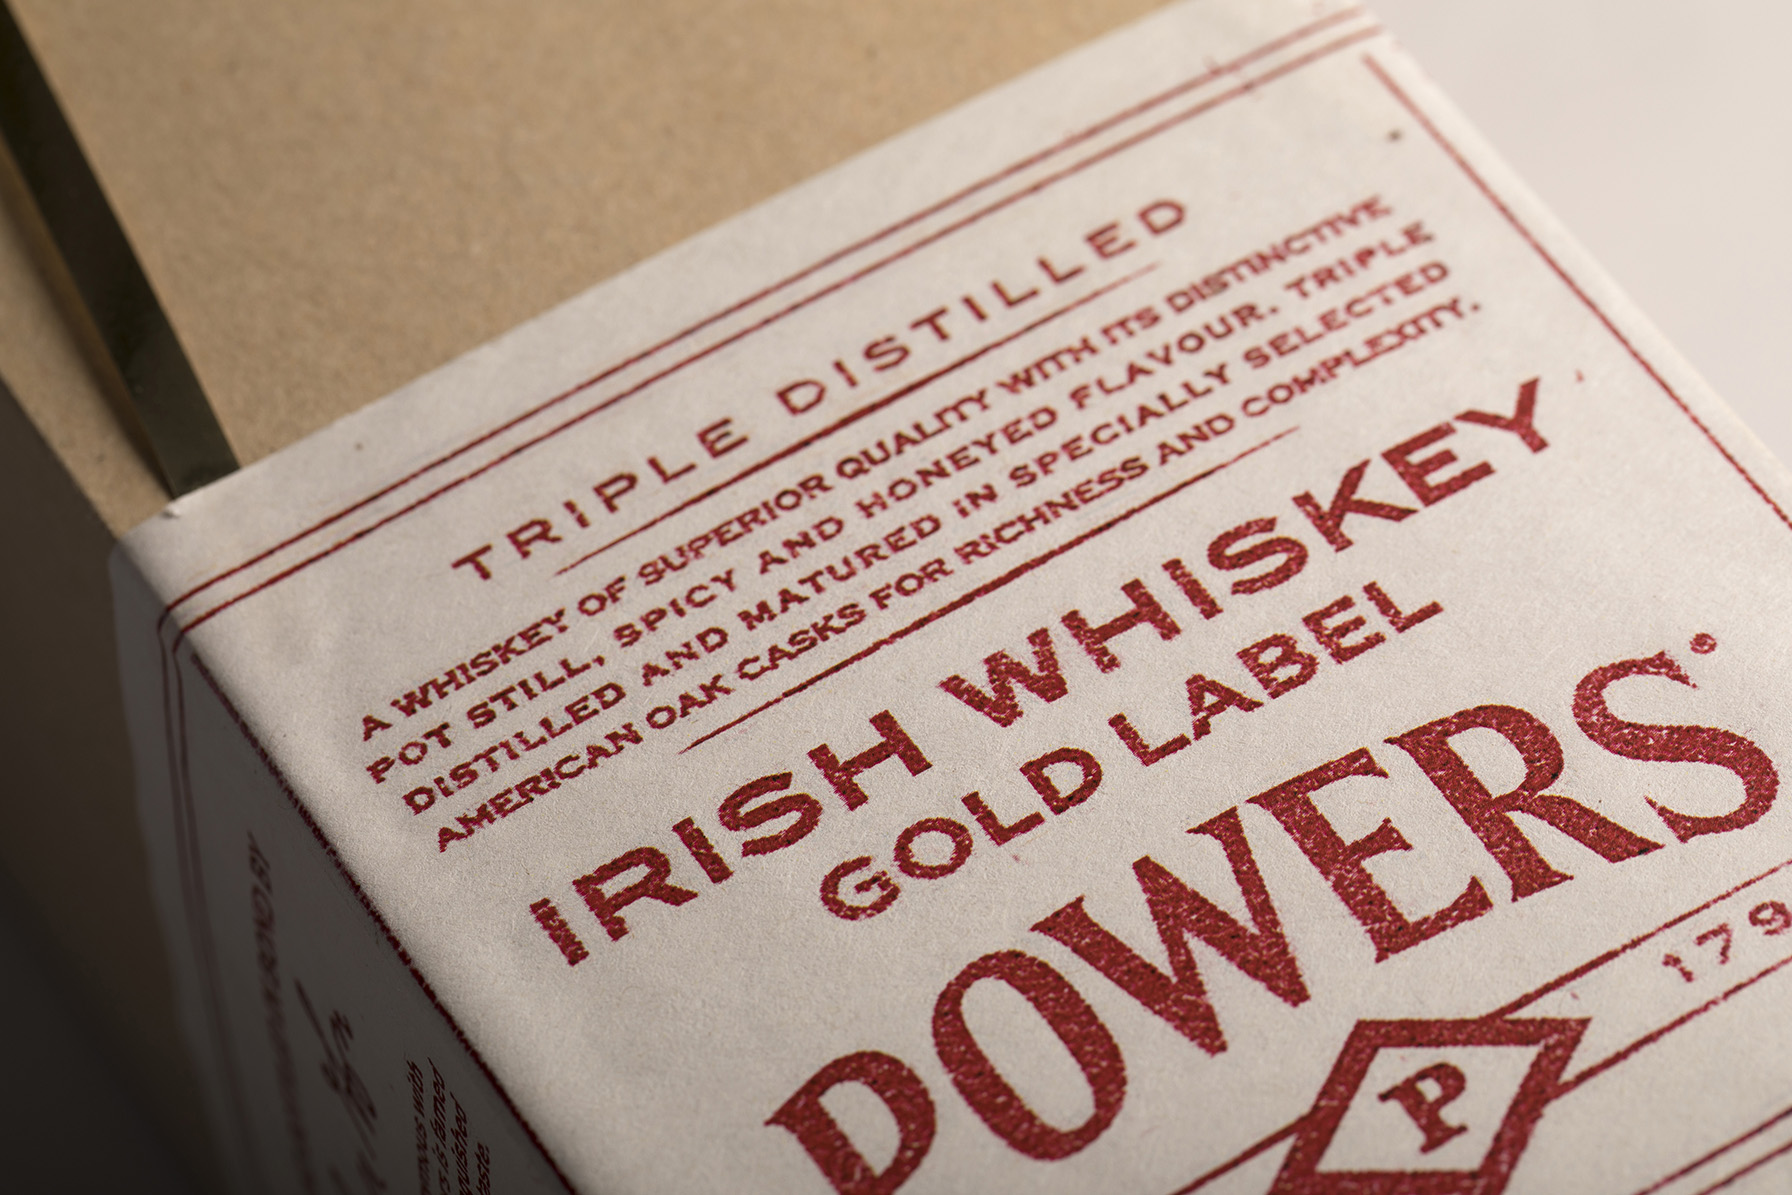 TRIPLE DISTILLED
A WHISKEY OF SUPERIOR QUALITY WITH ITS DISTINCTIVE
POT STILL, SPICY AND HONEYED FLAVOUR. TRIPLE
DISTILLED AND MATURED IN SPECIALLY SELECTED
AMERICAN OAK CASKS FOR RICHNESS AND COMPLEXITY.
IRISH WHISKEY
GOLD LABEL
POWERS
179
P
with